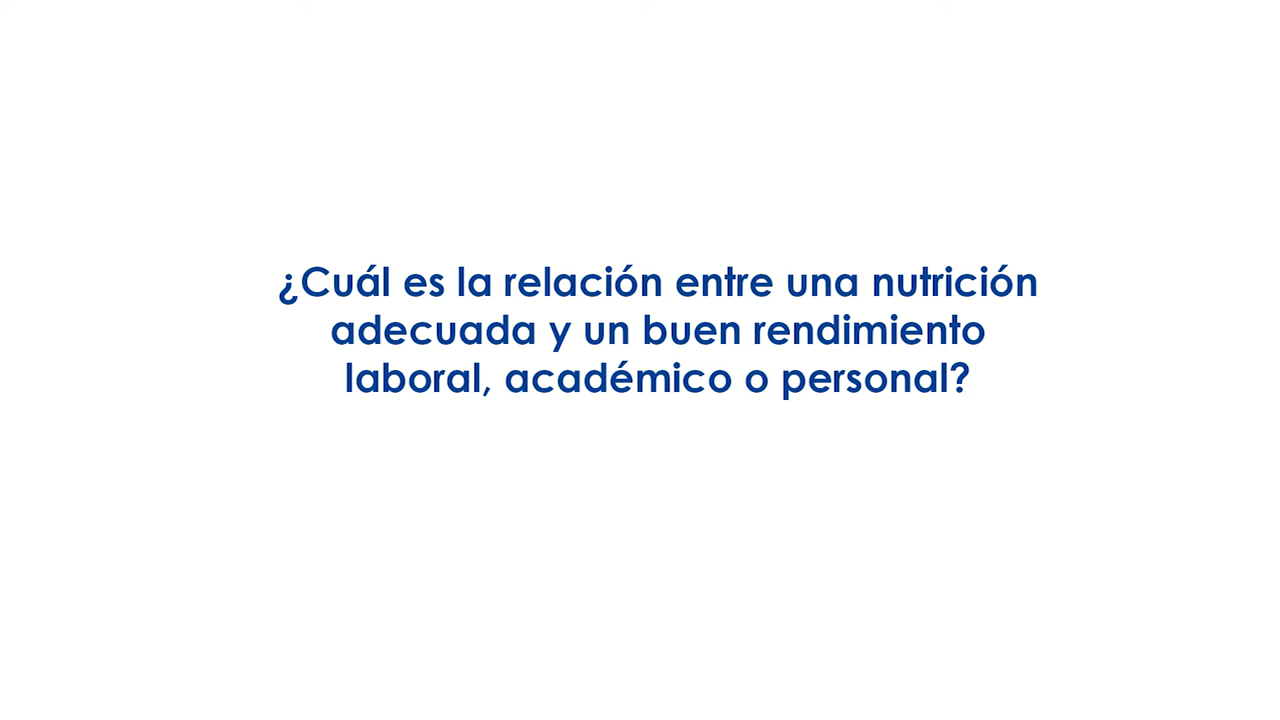 ¿Cuál es la relación entre una nutrición
adecuada y un buen rendimiento
laboral, académico o personal?